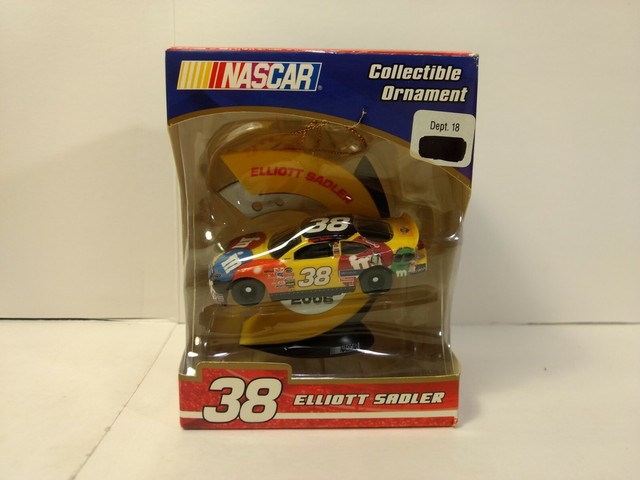 NASCAR
Collectible
Ornament
Dept. 18
ELLIOTT SADLER
38
m
38
m
2006
38 ELLIOTT SADLER